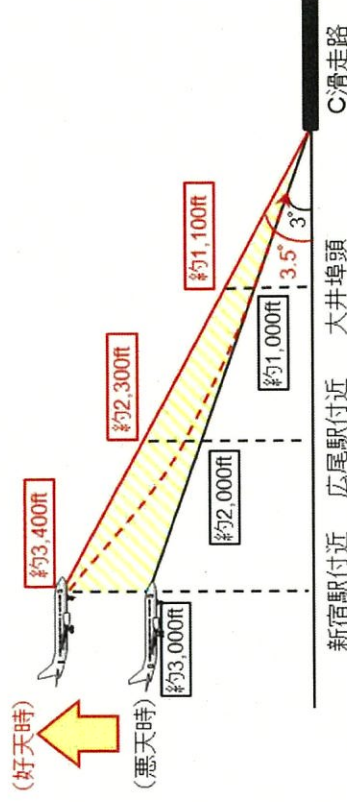 (好天時)
約3,400ft
約2,300ft
約1,100ft
(悪天時)
約3,000ft
約2,000ft
約1,000ft
3.5°
3°
新宿駅付近 広尾駅付近 大井埠頭 C滑走路